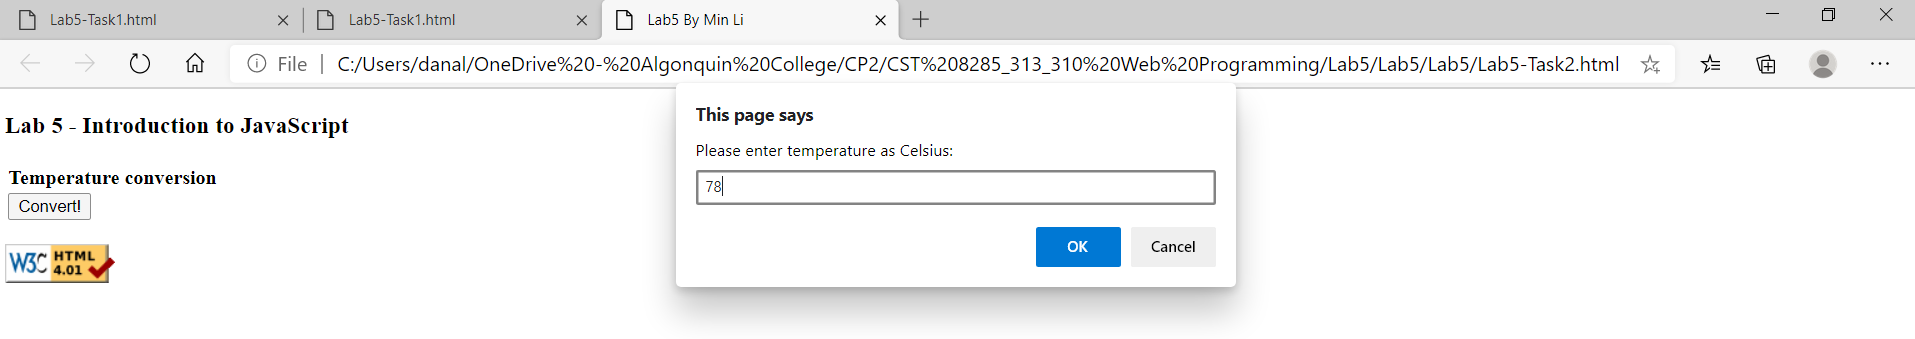 Lab5-Task1.html
Lab5-Task1.html
Lab5 By Min Li
File
C:/Users/danal/OneDrive%20-%20Algonquin%20College/CP2/CST%208285_313_310%20Web%20Programming/Lab5/Lab5/Lab5/Lab5-Task2.html
This page says
Please enter temperature as Celsius:
78
OK
Cancel
Lab 5 - Introduction to JavaScript
Temperature conversion
Convert!
W3C HTML
4.01